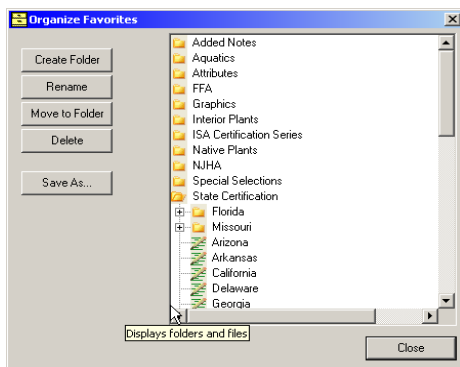 Organize Favorites
Create Folder
Rename
Move to Folder
Delete
Save As...
Added Notes
Aquatics
Attributes
FFA
Graphics
Interior Plants
ISA Certification Series
Native Plants
NJHA
Special Selections
State Certification
Florida
Missouri
Arizona
Arkansas
California
Delaware
Georgia
Displays folders and files
Close